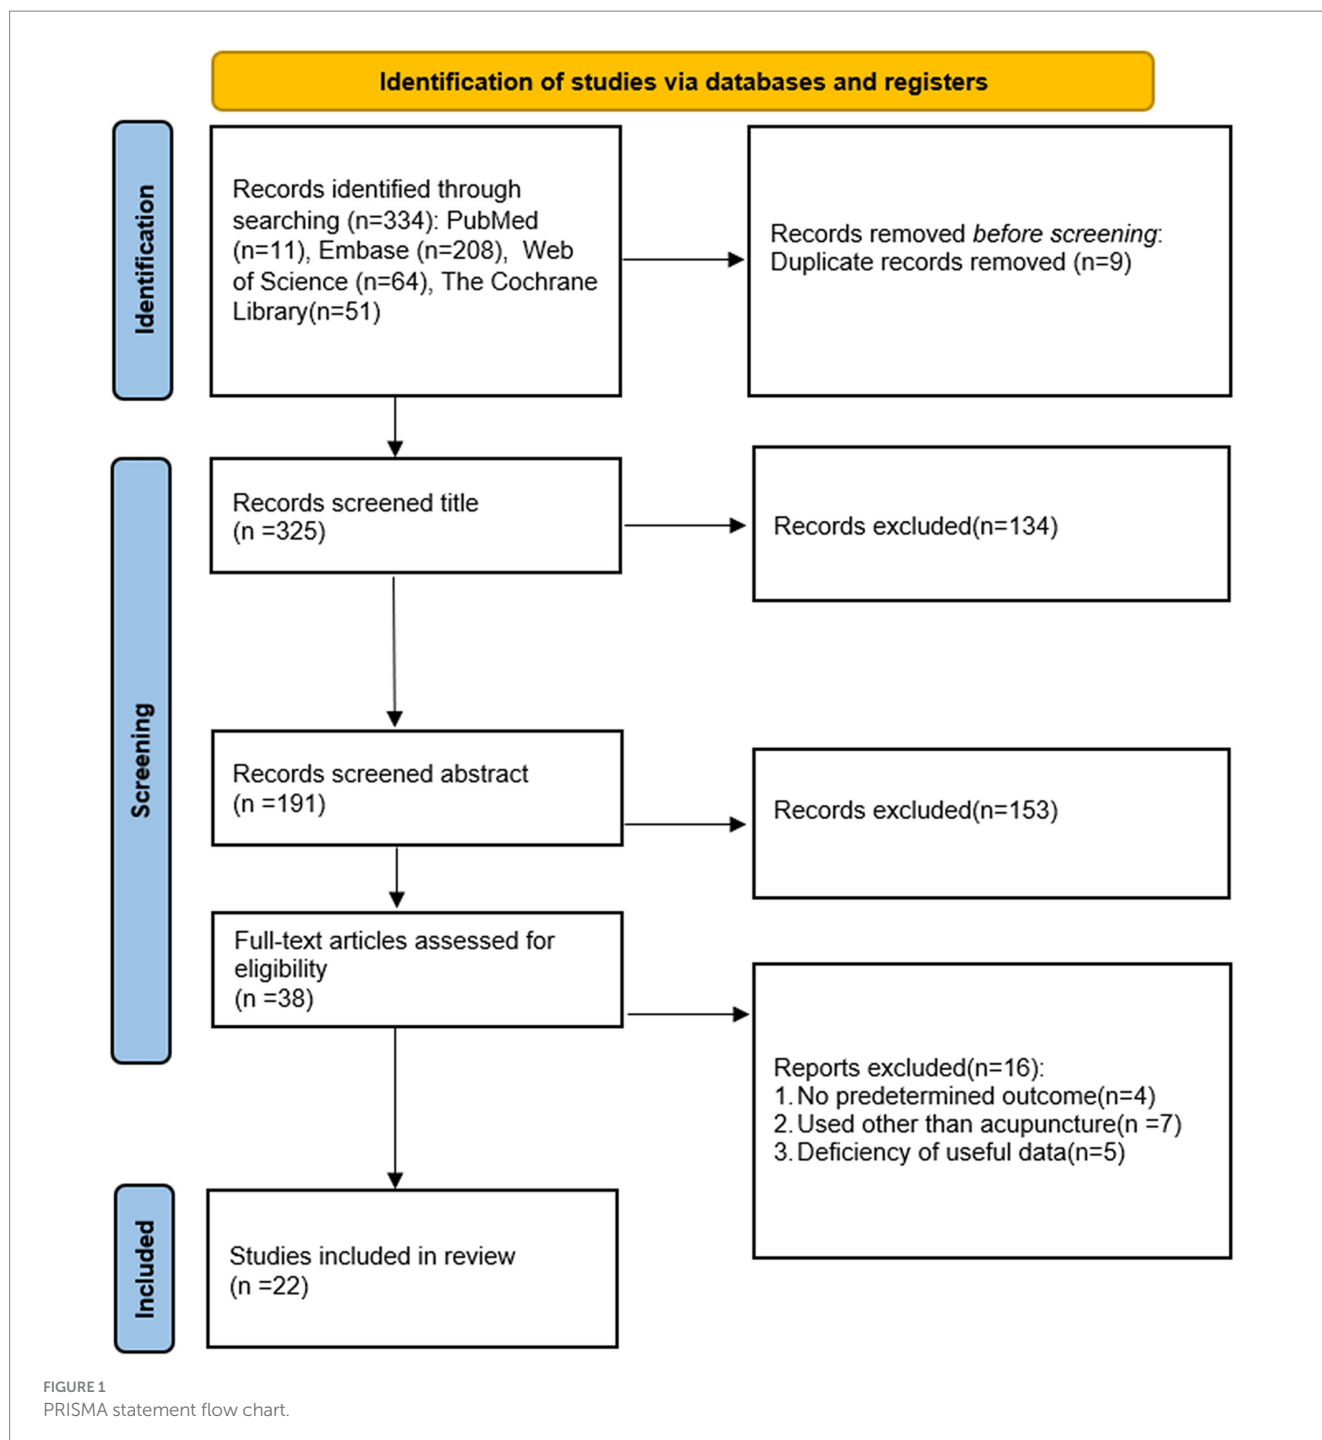 Identification of studies via databases and registers
Identification
Records identified through
searching (n=334): PubMed
(n=11), Embase (n=208), Web
of Science (n=64), The Cochrane
Library(n=51)
Records removed before screening:
Duplicate records removed (n=9)
Screening
Records screened title
(n =325)
Records excluded(n=134)
Records screened abstract
(n =191)
Records excluded(n=153)
Full-text articles assessed for
eligibility
(n =38)
Reports excluded(n=16):
1. No predetermined outcome(n=4)
2. Used other than acupuncture(n =7)
3. Deficiency of useful data(n=5)
Included
Studies included in review
(n =22)
FIGURE 1
PRISMA statement flow chart.